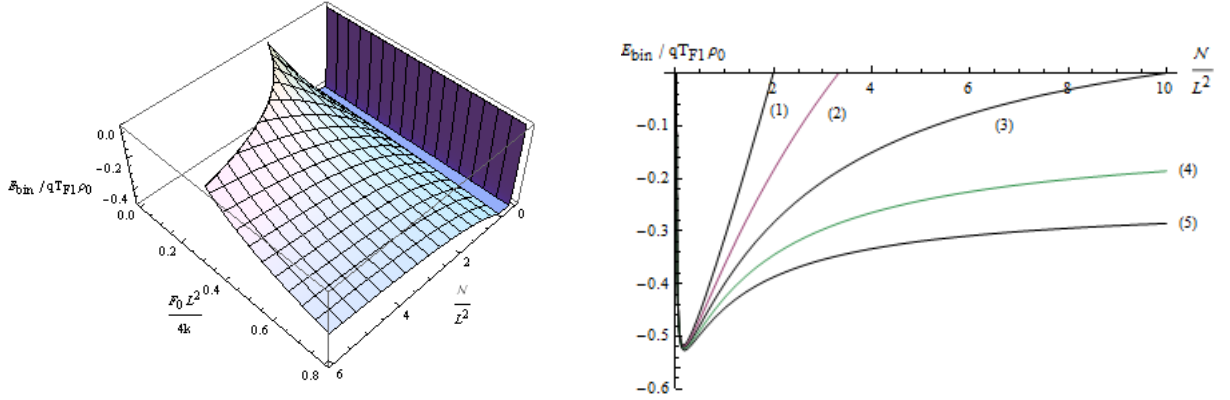 E_bin / qT_F1 ρ_0
0.0
-0.2
-0.4
0.0
0.2
0.4
0.6
0.8
F_0 L^2
4k
0
2
4
6
N
L^2
E_bin / qT_F1 ρ_0
N
L^2
2 4 6 8 10
-0.1
-0.2
-0.3
-0.4
-0.5
-0.6
(1)
(2)
(3)
(4)
(5)